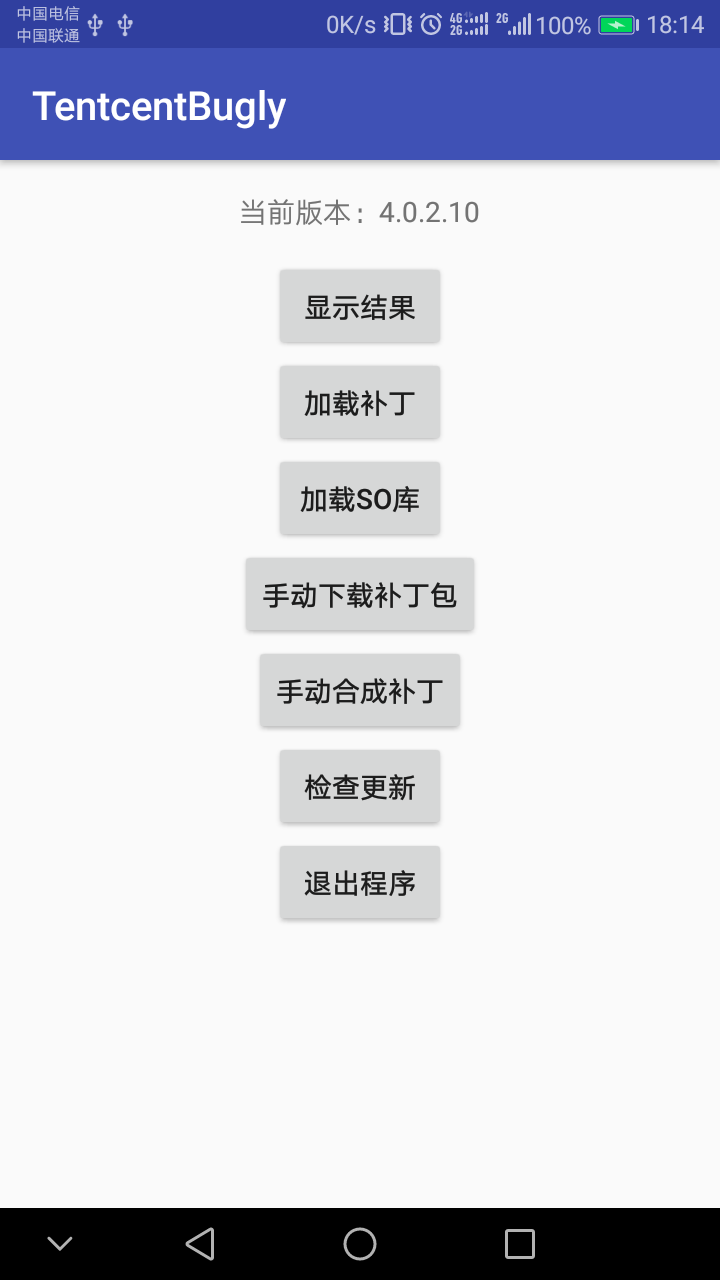 中国电信
中国联通
0K/s 4G 2G 2G 100% 18:14
TentcentBugly
当前版本：4.0.2.10
显示结果
加载补丁
加载SO库
手动下载补丁包
手动合成补丁
检查更新
退出程序